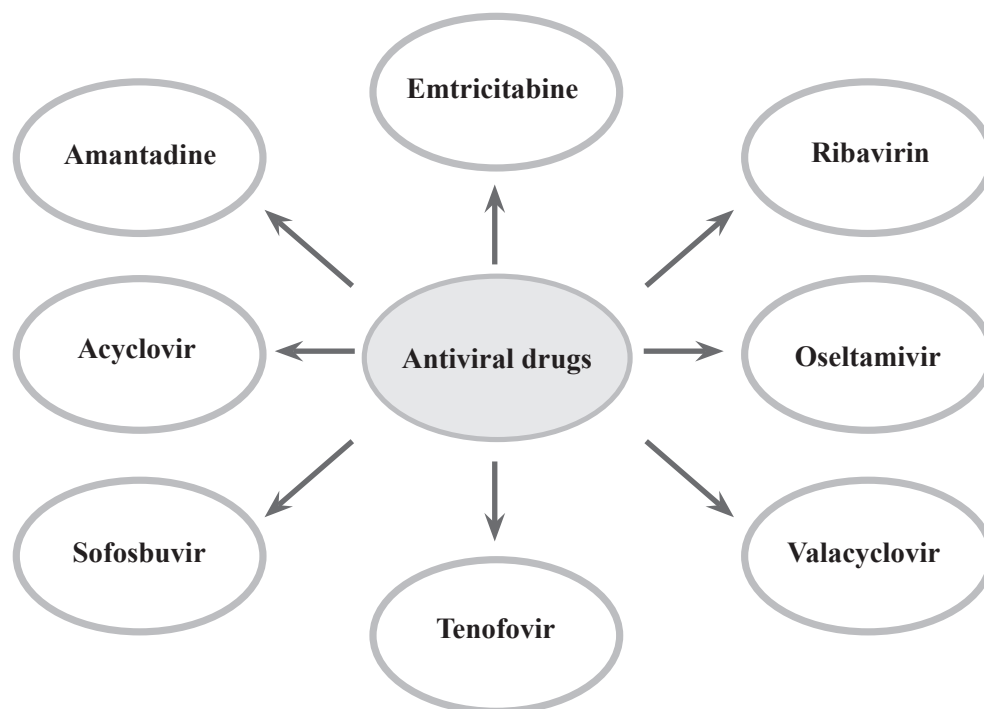 Emtricitabine
Amantadine
Ribavirin
Acyclovir
Antiviral drugs
Oseltamivir
Sofosbuvir
Valacyclovir
Tenofovir